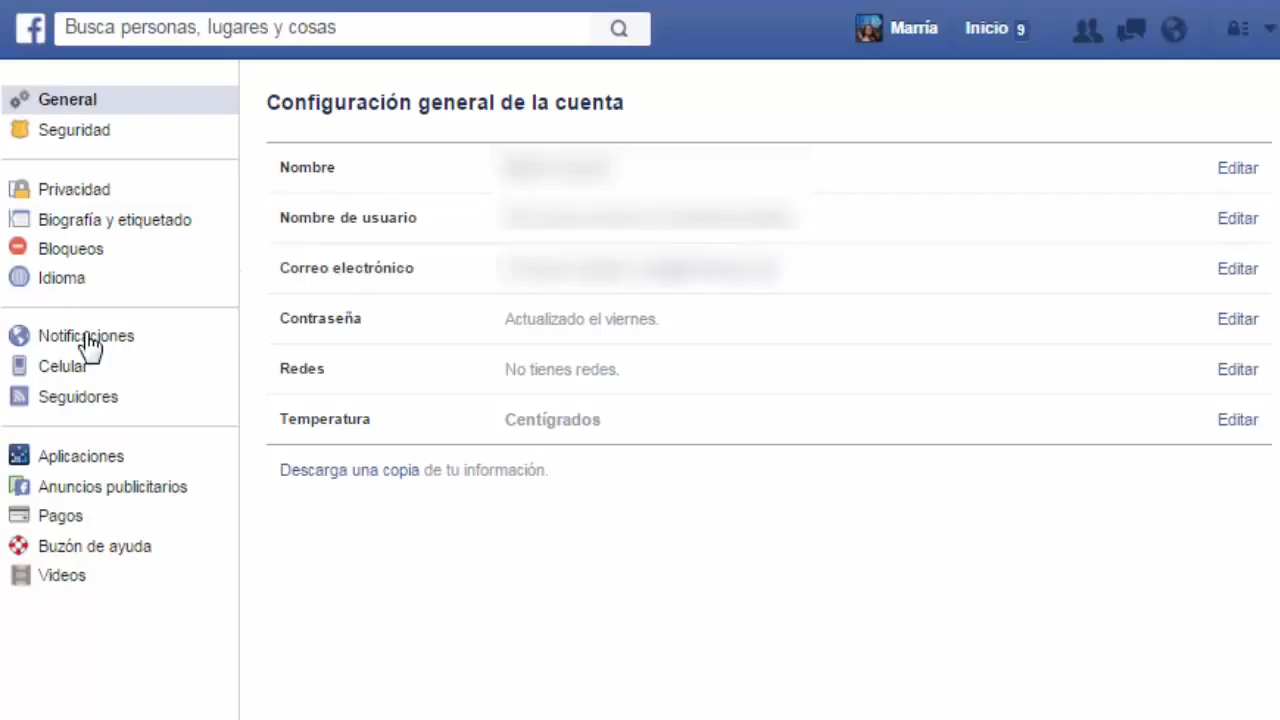 Busca personas, lugares y cosas
Marría
Inicio 9
General
Seguridad
Privacidad
Biografía y etiquetado
Bloqueos
Idioma
Notificaciones
Celular
Seguidores
Aplicaciones
Anuncios publicitarios
Pagos
Buzón de ayuda
Videos
Configuración general de la cuenta
Nombre Editar
Nombre de usuario Editar
Correo electrónico Editar
Contraseña Actualizado el viernes. Editar
Redes No tienes redes. Editar
Temperatura Centígrados Editar
Descarga una copia de tu información.